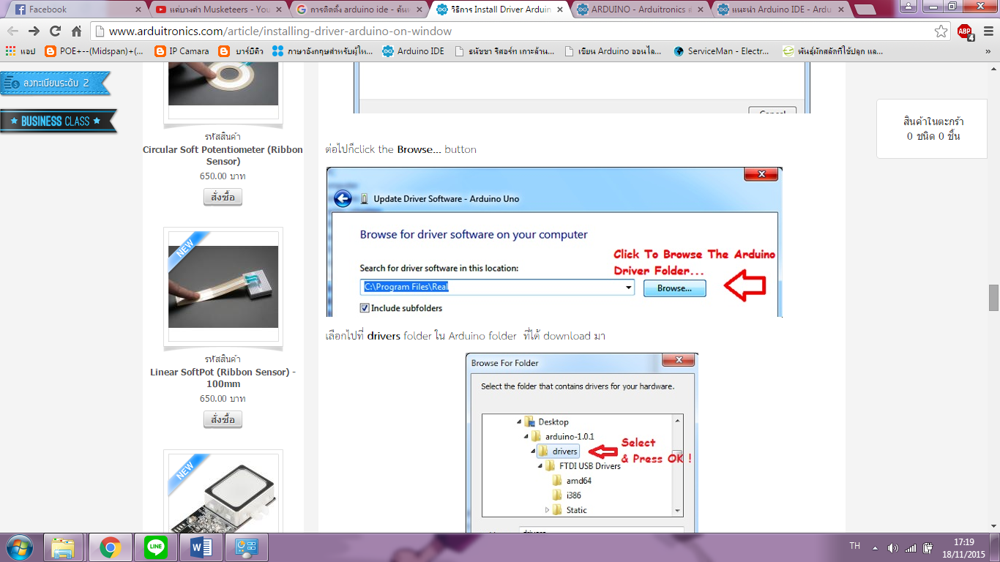 Facebook
แค่บางคำ Musketeers - You
การติดตั้ง arduino ide - ค้นห
วิธีการ Install Driver Arduin
ARDUINO - Arduitronics ศ
แนะนำ Arduino IDE - Ardu
www.arduitronics.com/article/installing-driver-arduino-on-window
ABP
4
แอป
POE+--(Midspan)+(...
IP Camara
บาร์บีคิว
ภาษาอังกฤษสำหรับผู้ให...
Arduino IDE
ธนัชชา รีสอร์ท เกาะล้าน...
เขียน Arduino ออนไล...
ServiceMan - Electr...
พันธุ์ผักสลัดที่ใช้ปลูก แล...
»
ลงทะเบียนระดับ 2
BUSINESS CLASS
รหัสสินค้า
Circular Soft Potentiometer (Ribbon
Sensor)
650.00 บาท
สั่งซื้อ
NEW
รหัสสินค้า
Linear SoftPot (Ribbon Sensor) -
100mm
650.00 บาท
สั่งซื้อ
NEW
Cancel
ต่อไปก็click the Browse... button
Update Driver Software - Arduino Uno
Browse for driver software on your computer
Click To Browse The Arduino
Driver Folder...
Search for driver software in this location:
C:\Program Files\Real
Browse...
Include subfolders
เลือกไปที่ drivers folder ใน Arduino folder ที่ได้ download มา
Browse For Folder
Select the folder that contains drivers for your hardware.
Desktop
arduino-1.0.1
drivers
Select
& Press OK !
FTDI USB Drivers
amd64
i386
Static
drivers
สินค้าในตะกร้า
0 ชนิด 0 ชิ้น
LINE
TH
17:19
18/11/2015